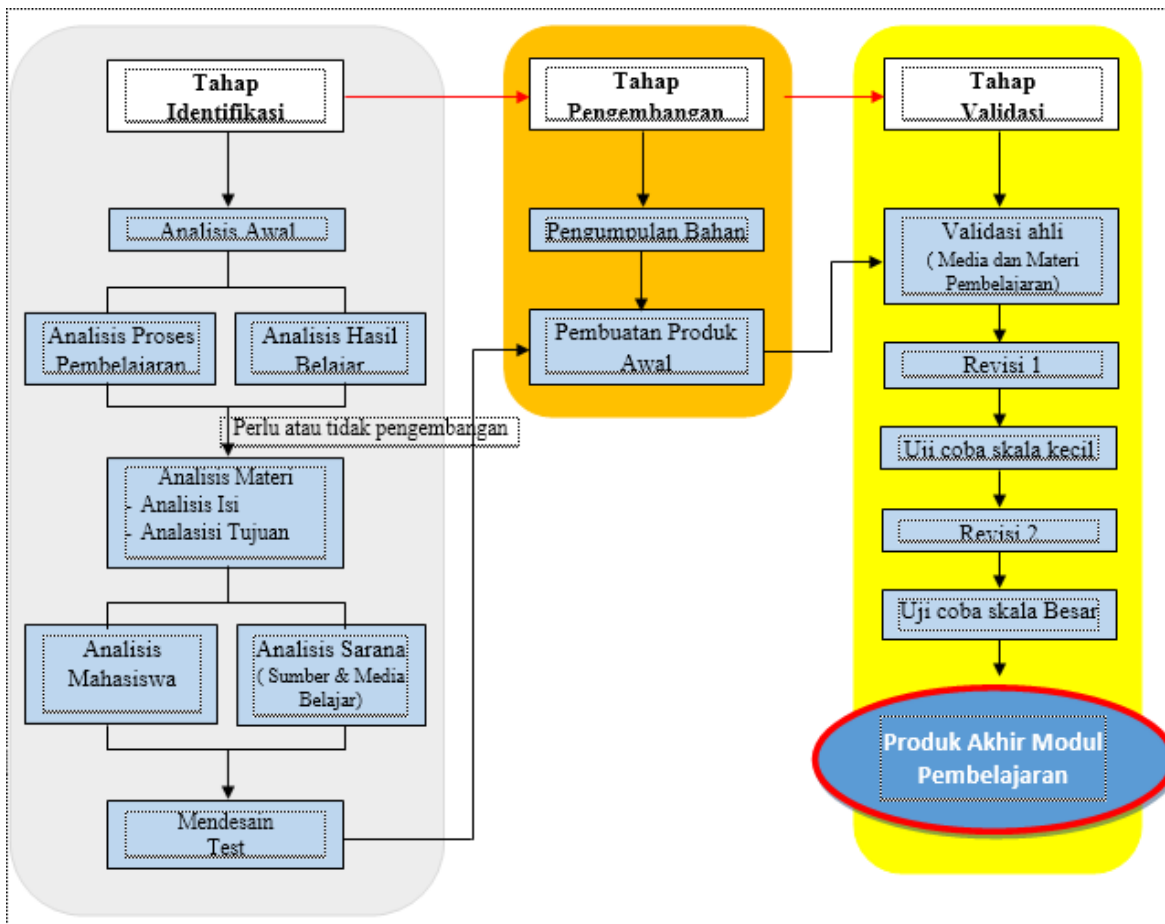 Tahap
Identifikasi
Analisis Awal
Analisis Proses
Pembelajaran
Analisis Hasil
Belajar
Perlu atau tidak pengembangan
Analisis Materi
- Analisis Isi
- Analasisi Tujuan
Analisis
Mahasiswa
Analisis Sarana
( Sumber & Media
Belajar)
Mendesain
Test
Tahap
Pengembangan
Pengumpulan Bahan
Pembuatan Produk
Awal
Tahap
Validasi
Validasi ahli
( Media dan Materi
Pembelajaran)
Revisi 1
Uji coba skala kecil
Revisi 2
Uji coba skala Besar
Produk Akhir Modul
Pembelajaran